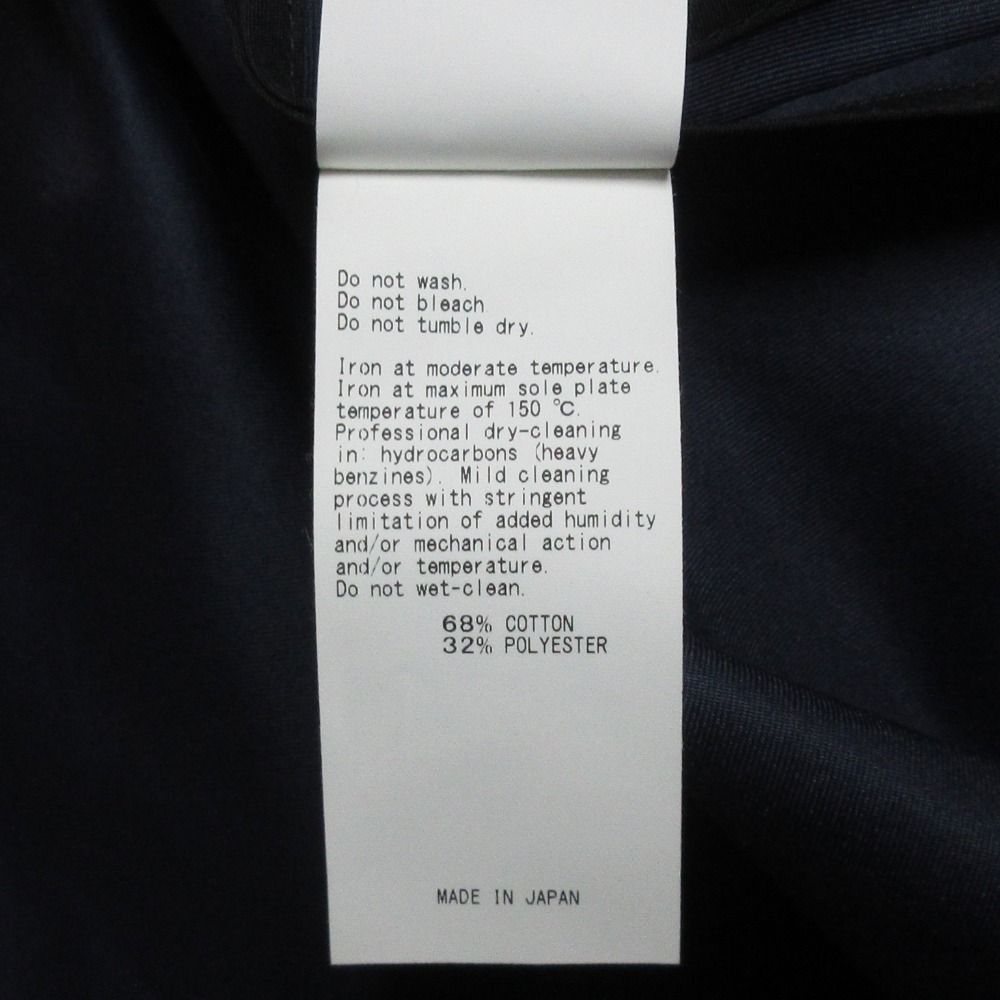 Do not wash.
Do not bleach
Do not tumble dry.
Iron at moderate temperature.
Iron at maximum sole plate
temperature of 150 ℃.
Professional dry-cleaning
in: hydrocarbons (heavy
benzines). Mild cleaning
process with stringent
limitation of added humidity
and/or mechanical action
and/or temperature.
Do not wet-clean.
68% COTTON
32% POLYESTER
MADE IN JAPAN